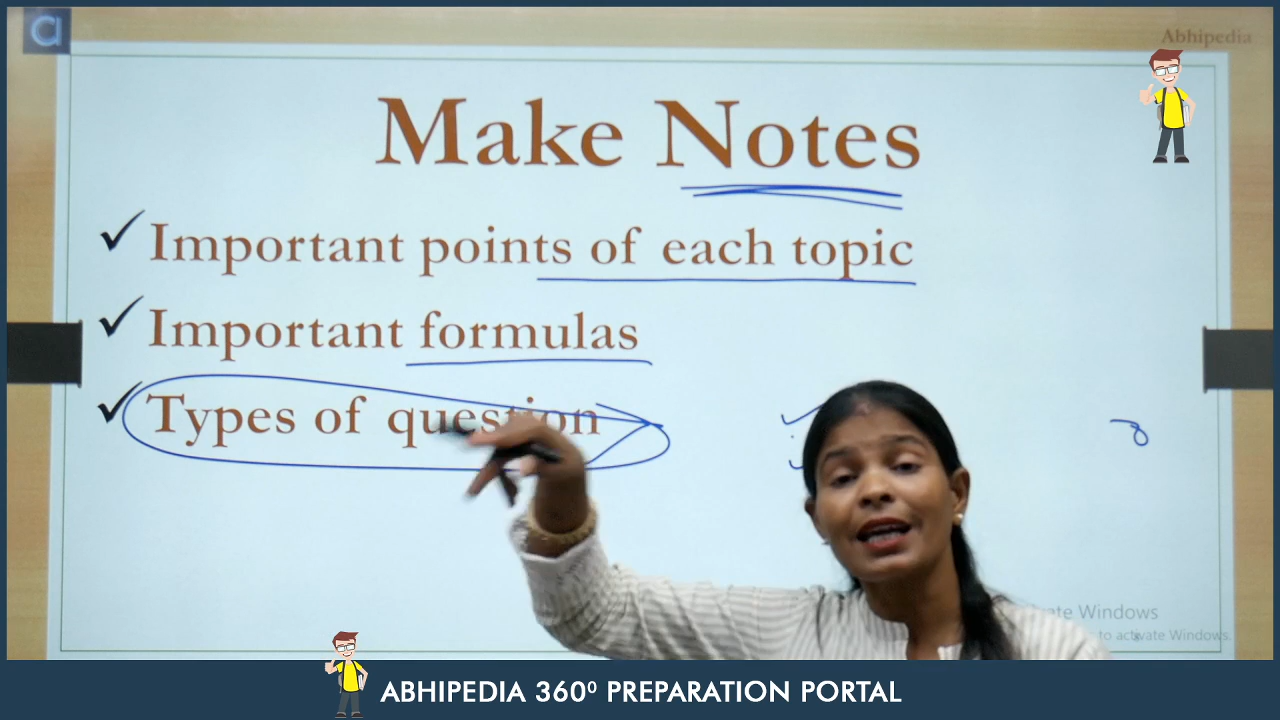 a
Abhipedia
Make Notes
✓ Important points of each topic
✓ Important formulas
✓ Types of question
ate Windows
to activate Windows.
ABHIPEDIA 360⁰ PREPARATION PORTAL